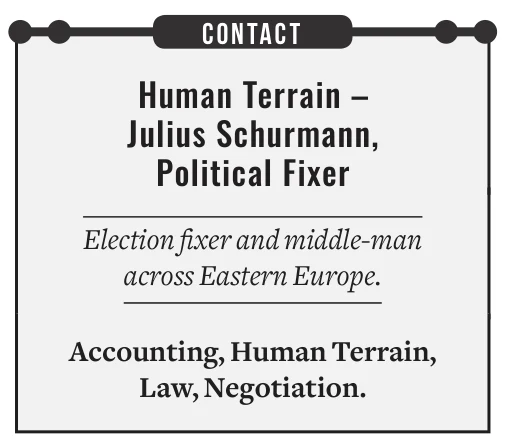 CONTACT
Human Terrain –
Julius Schurmann,
Political Fixer
Election fixer and middle-man
across Eastern Europe.
Accounting, Human Terrain,
Law, Negotiation.